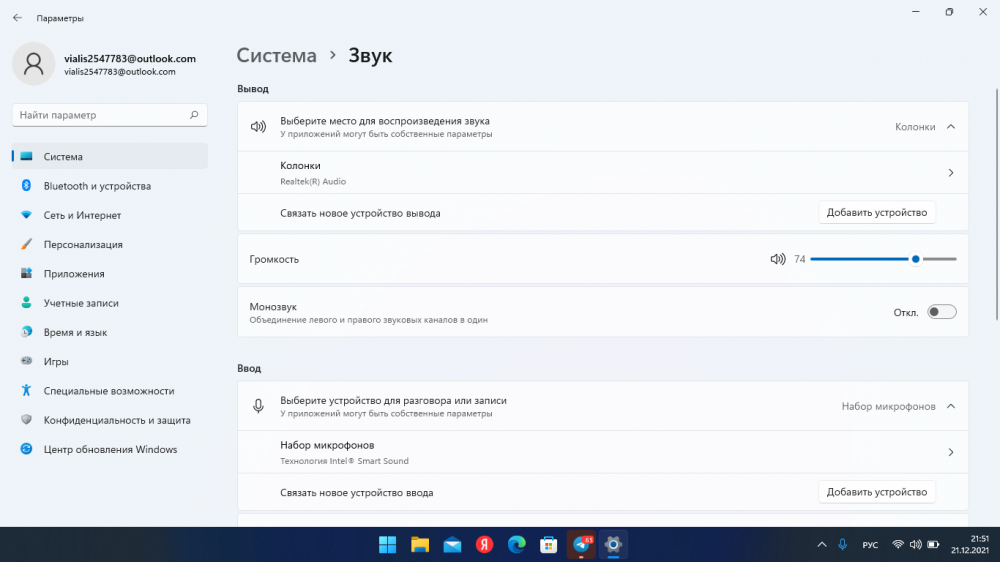 Параметры
vialis2547783@outlook.com
vialis2547783@outlook.com
Найти параметр
Система
Bluetooth и устройства
Сеть и Интернет
Персонализация
Приложения
Учетные записи
Время и язык
Игры
Специальные возможности
Конфиденциальность и защита
Центр обновления Windows
Система > Звук
Вывод
Выберите место для воспроизведения звука
У приложений могут быть собственные параметры
Колонки
Колонки
Realtek(R) Audio
Связать новое устройство вывода
Добавить устройство
Громкость
74
Монозвук
Объединение левого и правого звуковых каналов в один
Откл.
Ввод
Выберите устройство для разговора или записи
У приложений могут быть собственные параметры
Набор микрофонов
Набор микрофонов
Технология Intel® Smart Sound
Связать новое устройство ввода
Добавить устройство
Я
63
РУС
21:51
21.12.2021